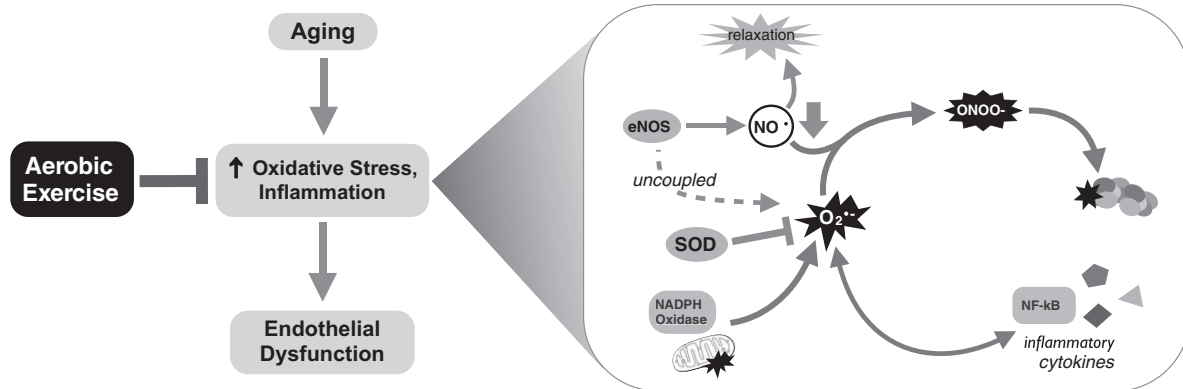 Aging
Aerobic
Exercise
↑ Oxidative Stress,
Inflammation
Endothelial
Dysfunction
relaxation
eNOS
NO •
ONOO-
uncoupled
O₂•-
SOD
NADPH
Oxidase
NF-kB
inflammatory
cytokines